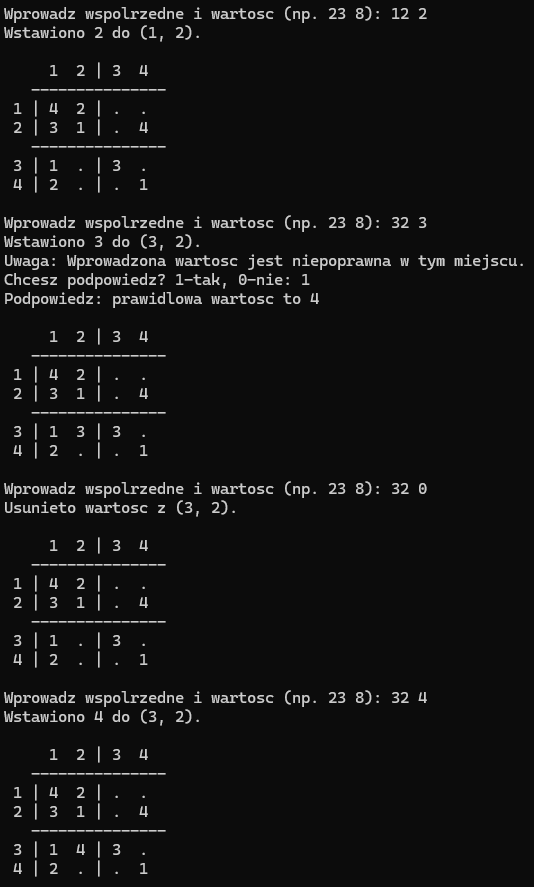 Wprowadz wspolrzedne i wartosc (np. 23 8): 12 2
Wstawiono 2 do (1, 2).
     1  2 | 3  4
   ---------------
 1 | 4  2 | .  .
 2 | 3  1 | .  4
   ---------------
 3 | 1  . | 3  .
 4 | 2  . | .  1
Wprowadz wspolrzedne i wartosc (np. 23 8): 32 3
Wstawiono 3 do (3, 2).
Uwaga: Wprowadzona wartosc jest niepoprawna w tym miejscu.
Chcesz podpowiedz? 1-tak, 0-nie: 1
Podpowiedz: prawidlowa wartosc to 4
     1  2 | 3  4
   ---------------
 1 | 4  2 | .  .
 2 | 3  1 | .  4
   ---------------
 3 | 1  3 | 3  .
 4 | 2  . | .  1
Wprowadz wspolrzedne i wartosc (np. 23 8): 32 0
Usunieto wartosc z (3, 2).
     1  2 | 3  4
   ---------------
 1 | 4  2 | .  .
 2 | 3  1 | .  4
   ---------------
 3 | 1  . | 3  .
 4 | 2  . | .  1
Wprowadz wspolrzedne i wartosc (np. 23 8): 32 4
Wstawiono 4 do (3, 2).
     1  2 | 3  4
   ---------------
 1 | 4  2 | .  .
 2 | 3  1 | .  4
   ---------------
 3 | 1  4 | 3  .
 4 | 2  . | .  1